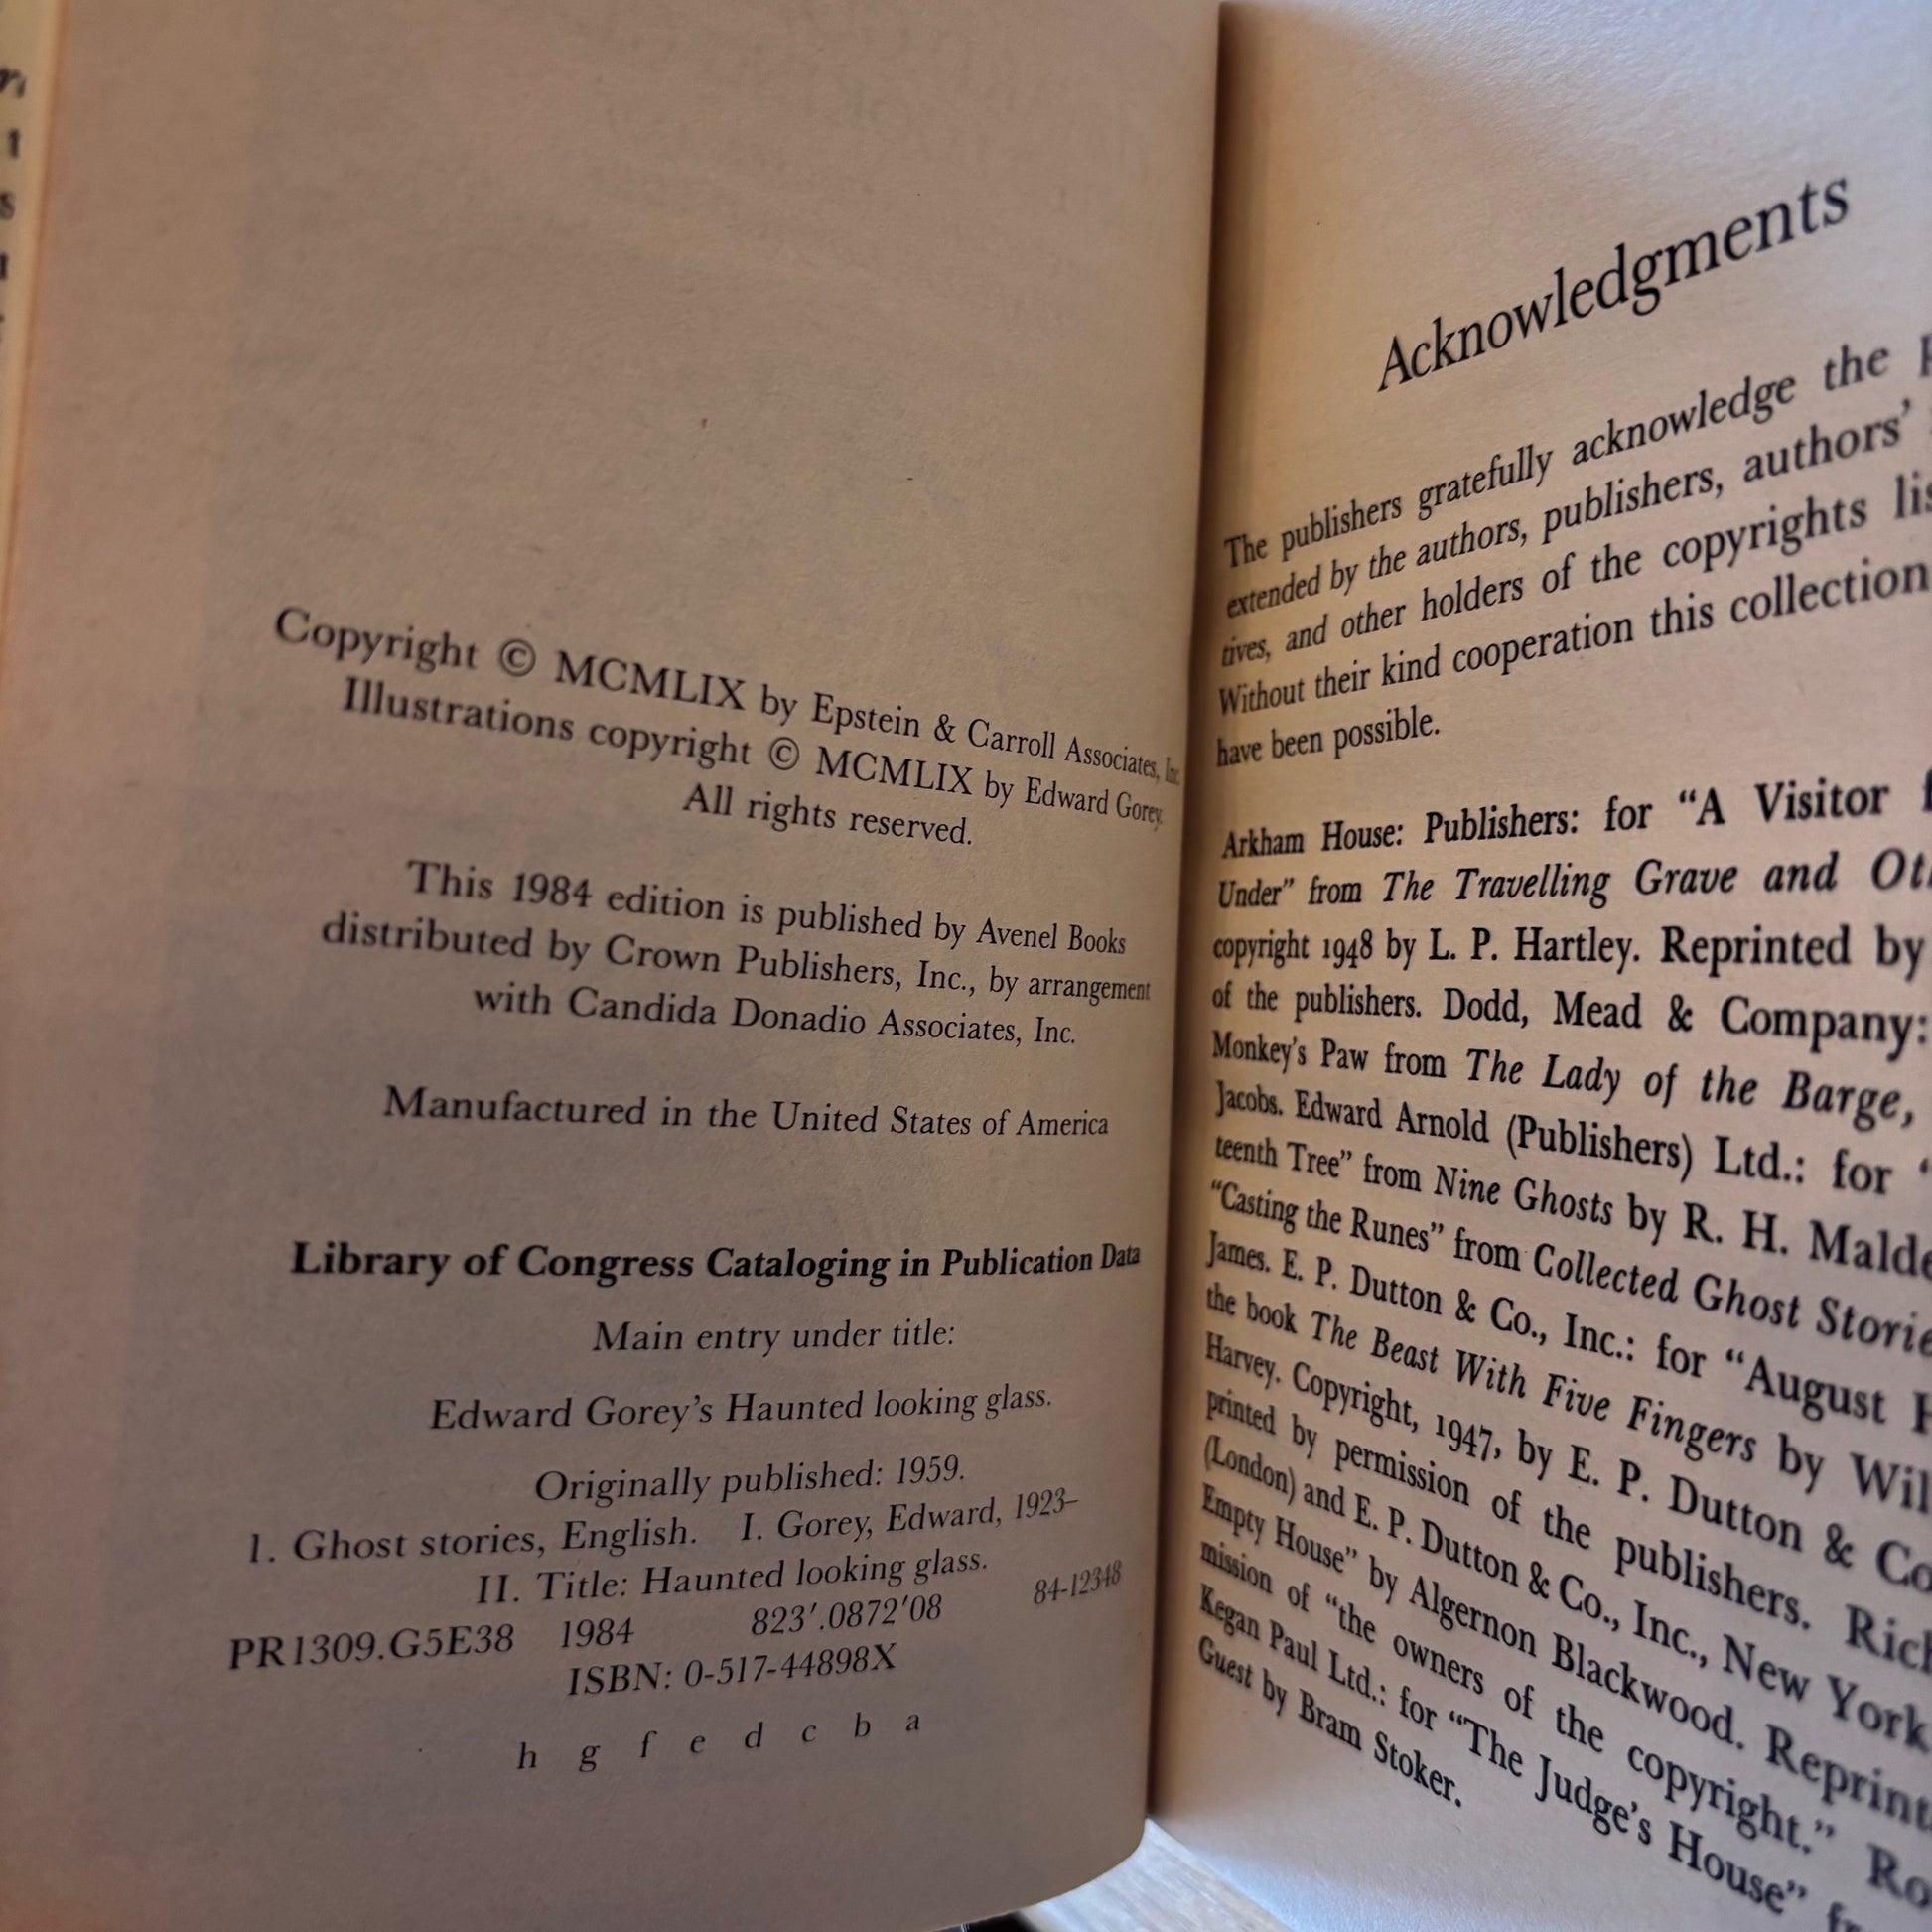 Copyright © MCMLIX by Epstein & Carroll Associates, Inc.
Illustrations copyright © MCMLIX by Edward Gorey.
All rights reserved.
This 1984 edition is published by Avenel Books
distributed by Crown Publishers, Inc., by arrangement
with Candida Donadio Associates, Inc.
Manufactured in the United States of America
Library of Congress Cataloging in Publication Data
Main entry under title:
Edward Gorey's Haunted looking glass.
Originally published: 1959.
1. Ghost stories, English. I. Gorey, Edward, 1923–
II. Title: Haunted looking glass.
PR1309.G5E38 1984 823'.0872'08 84-12348
ISBN: 0-517-44898X
h g f e d c b a
Acknowledgments
The publishers gratefully acknowledge the
extended by the authors, publishers, authors'
tives, and other holders of the copyrights
Without their kind cooperation this collection
have been possible.
Arkham House: Publishers: for “A Visitor
Under” from The Travelling Grave and
copyright 1948 by L. P. Hartley. Reprinted by
of the publishers. Dodd, Mead & Company:
Monkey's Paw from The Lady of the Barge,
Jacobs. Edward Arnold (Publishers) Ltd.: for
teenth Tree” from Nine Ghosts by R. H.
“Casting the Runes” from Collected Ghost
James. E. P. Dutton & Co., Inc.: for “August
the book The Beast With Five Fingers by
Harvey. Copyright, 1947, by E. P. Dutton &
printed by permission of the publishers.
(London) and E. P. Dutton & Co., Inc., New York
Empty House” by Algernon Blackwood.
mission of “the owners of the copyright.”
Kegan Paul Ltd.: for “The Judge's House”
Guest by Bram Stoker.